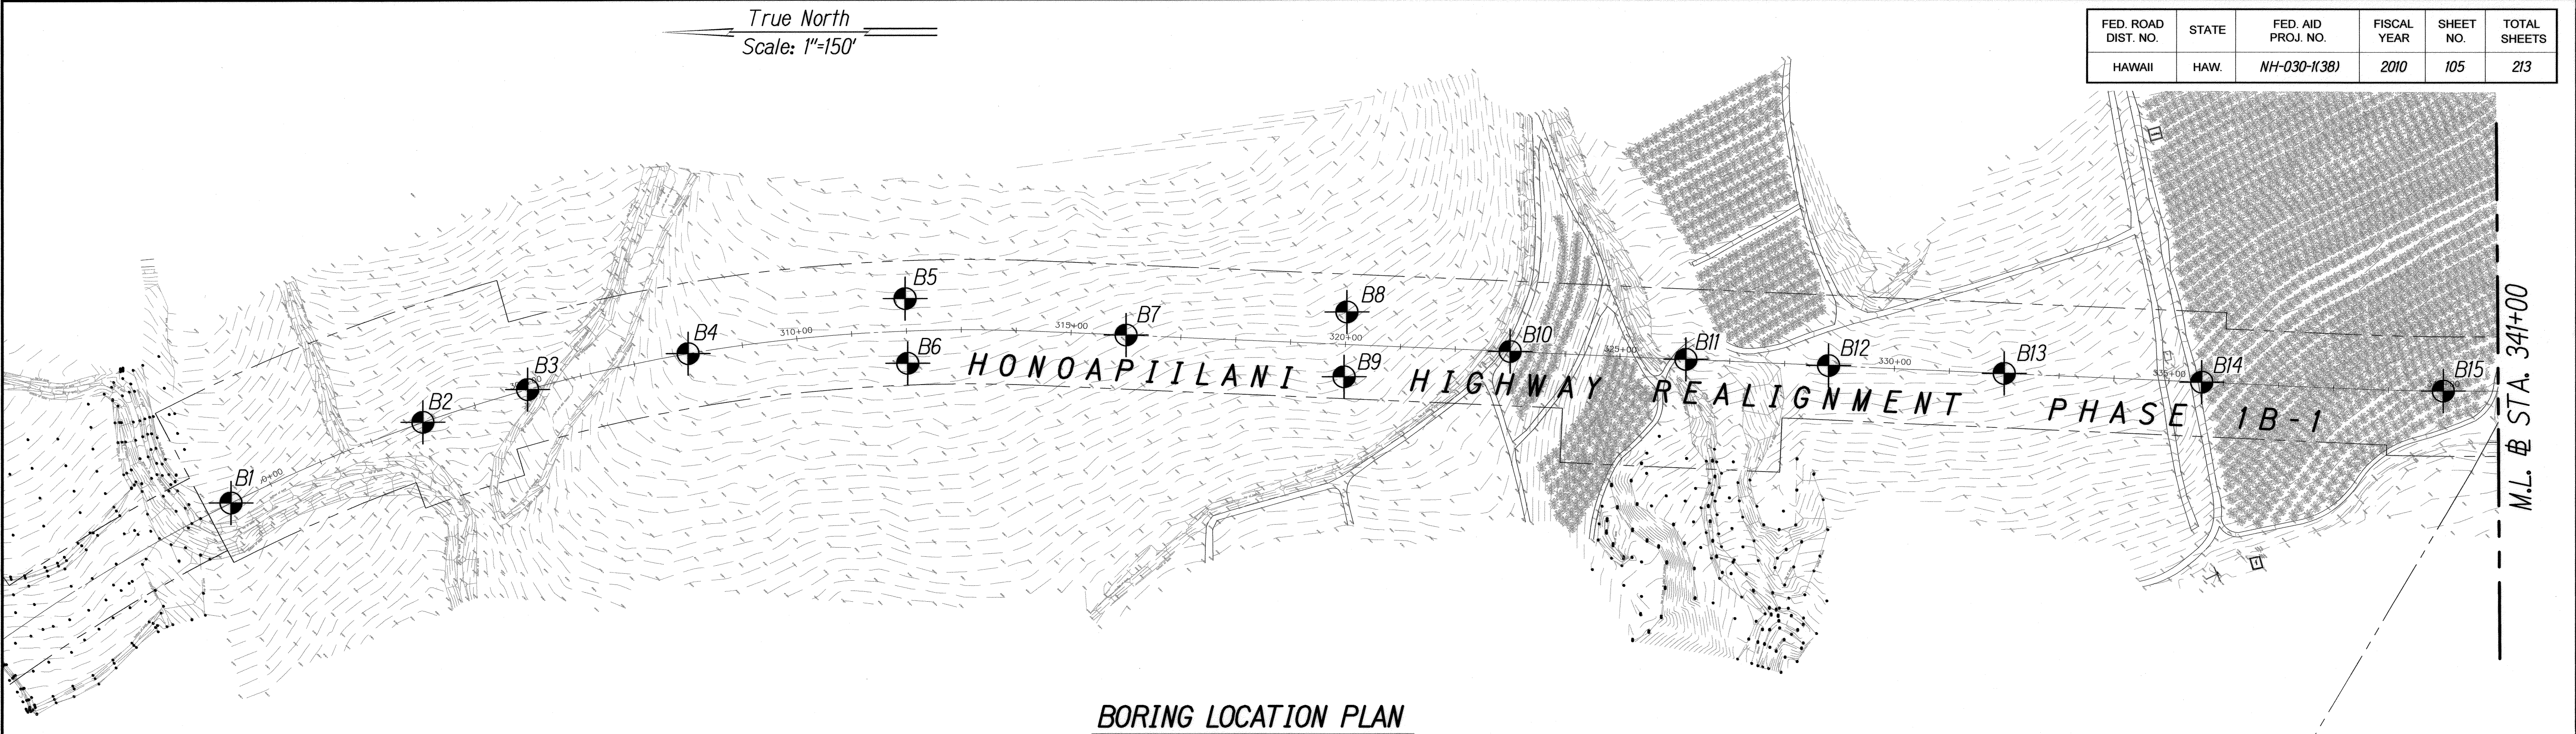 True North
Scale: 1"=150'
FED. ROAD DIST. NO.
STATE
FED. AID PROJ. NO.
FISCAL YEAR
SHEET NO.
TOTAL SHEETS
HAWAII
HAW.
NH-030-1(38)
2010
105
213
B1
0+00
B2
B3
B4
310+00
B5
B6
315+00
B7
B8
320+00
B9
B10
325+00
B11
B12
330+00
B13
335+00
B14
B15
HONOAPIILANI HIGHWAY REALIGNMENT PHASE 1B-1
M.L. ℄ STA. 341+00
BORING LOCATION PLAN